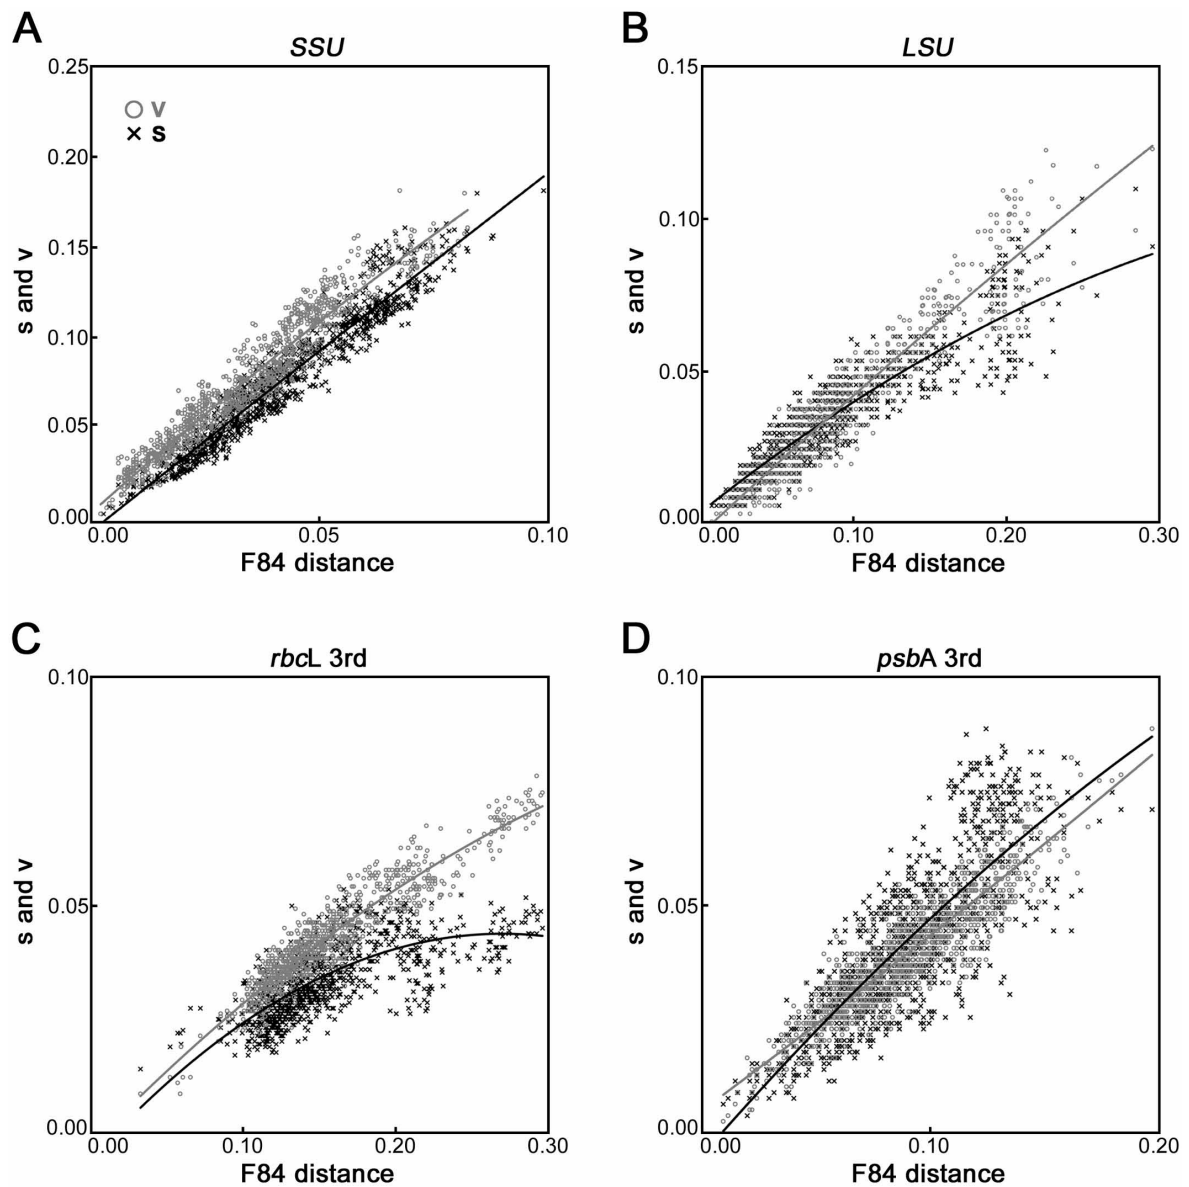 A
SSU
0.25
0.20
0.15
0.10
0.05
0.00
s and v
v
s
0.00 0.05 0.10
F84 distance
B
LSU
0.15
0.10
0.05
0.00
s and v
0.00 0.10 0.20 0.30
F84 distance
C
rbcL 3rd
0.10
0.05
0.00
s and v
0.00 0.10 0.20 0.30
F84 distance
D
psbA 3rd
0.10
0.05
0.00
s and v
0.00 0.10 0.20
F84 distance